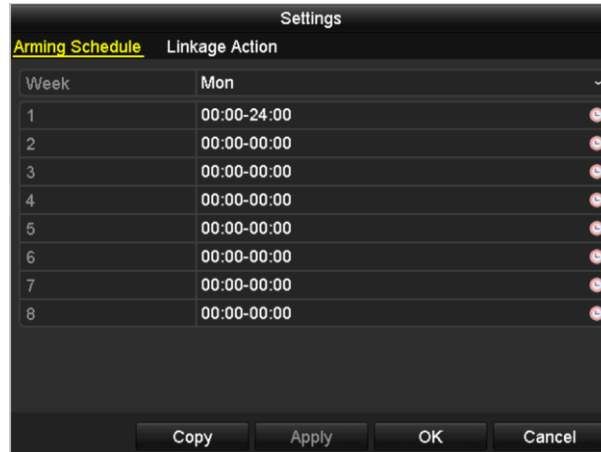 Settings
Arming Schedule Linkage Action
Week Mon
1 00:00-24:00
2 00:00-00:00
3 00:00-00:00
4 00:00-00:00
5 00:00-00:00
6 00:00-00:00
7 00:00-00:00
8 00:00-00:00
Copy Apply OK Cancel